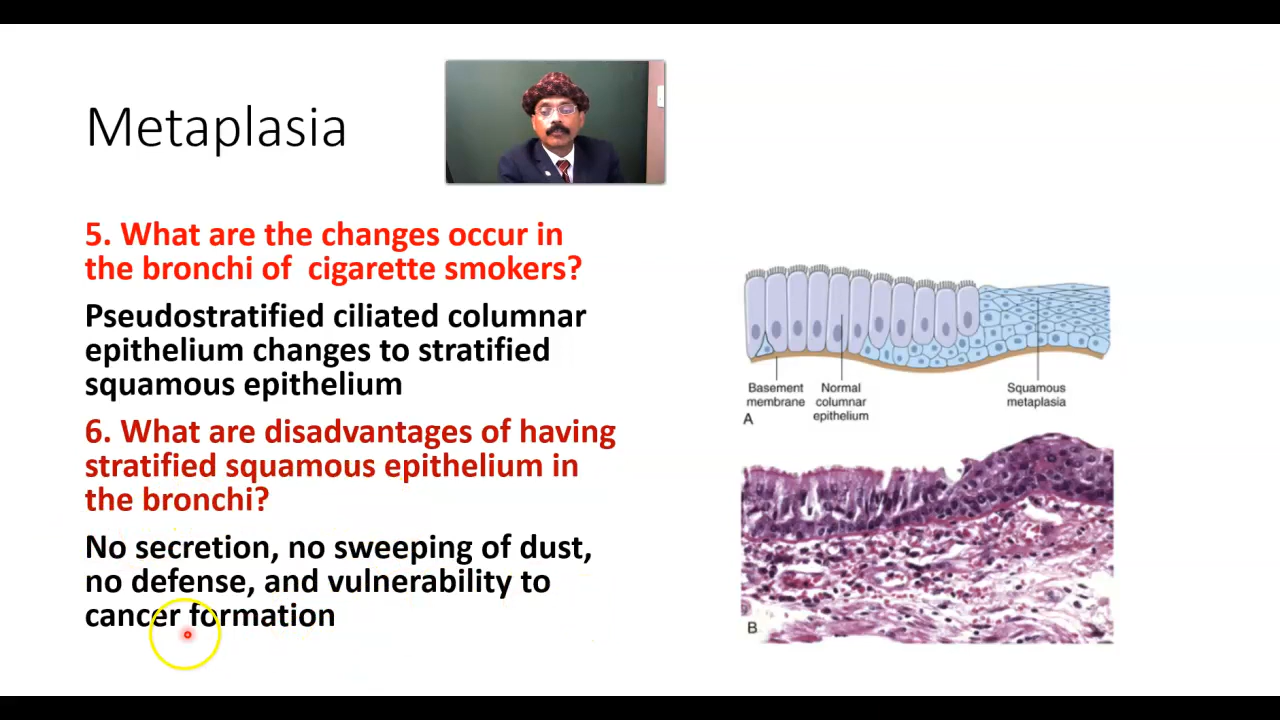 Metaplasia
5. What are the changes occur in
the bronchi of  cigarette smokers?
Pseudostratified ciliated columnar
epithelium changes to stratified
squamous epithelium
6. What are disadvantages of having
stratified squamous epithelium in
the bronchi?
No secretion, no sweeping of dust,
no defense, and vulnerability to
cancer formation
Basement
membrane
Normal
columnar
epithelium
Squamous
metaplasia
A
B